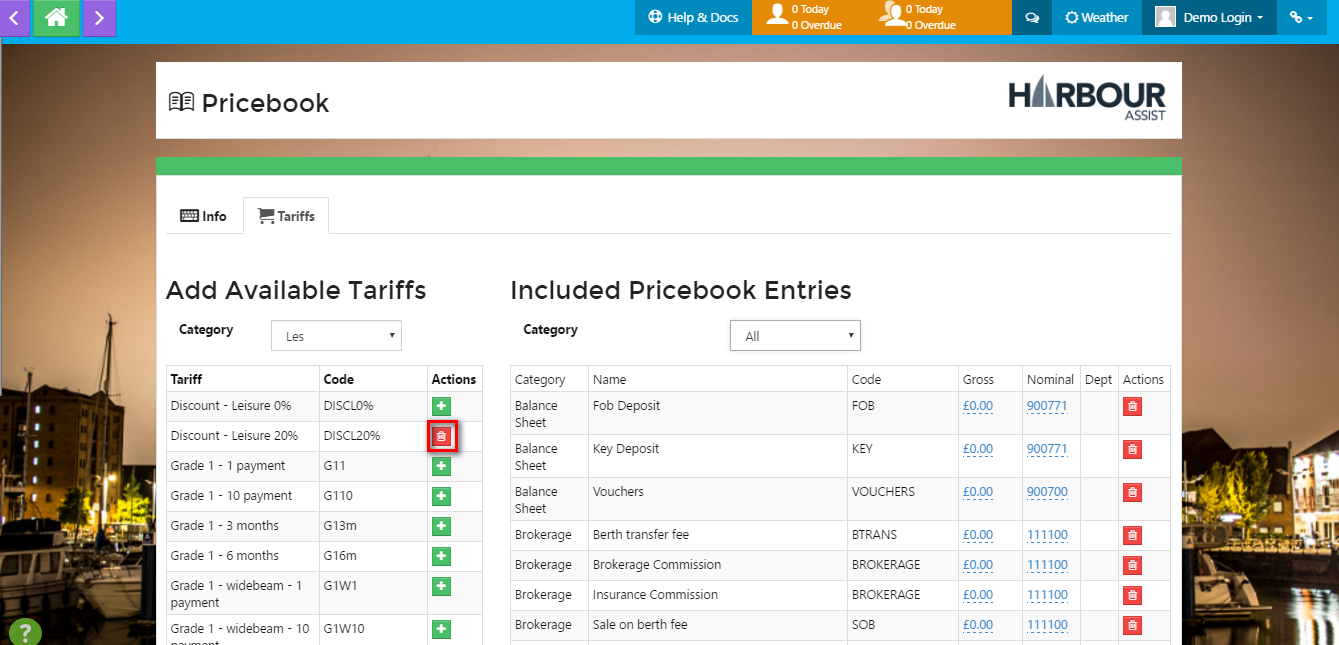 Help & Docs
0 Today
0 Overdue
0 Today
0 Overdue
Weather
Demo Login
Pricebook
HARBOUR
ASSIST
Info
Tariffs
Add Available Tariffs
Category
Les
Tariff Code Actions
Discount - Leisure 0% DISCL0%
Discount - Leisure 20% DISCL20%
Grade 1 - 1 payment G11
Grade 1 - 10 payment G110
Grade 1 - 3 months G13m
Grade 1 - 6 months G16m
Grade 1 - widebeam - 1 G1W1
payment
Grade 1 - widebeam - 10 G1W10
payment
Included Pricebook Entries
Category
All
Category Name Code Gross Nominal Dept Actions
Balance Fob Deposit FOB £0.00 900771
Sheet
Balance Key Deposit KEY £0.00 900771
Sheet
Balance Vouchers VOUCHERS £0.00 900700
Sheet
Brokerage Berth transfer fee BTRANS £0.00 111100
Brokerage Brokerage Commission BROKERAGE £0.00 111100
Brokerage Insurance Commission BROKERAGE £0.00 111100
Brokerage Sale on berth fee SOB £0.00 111100
?